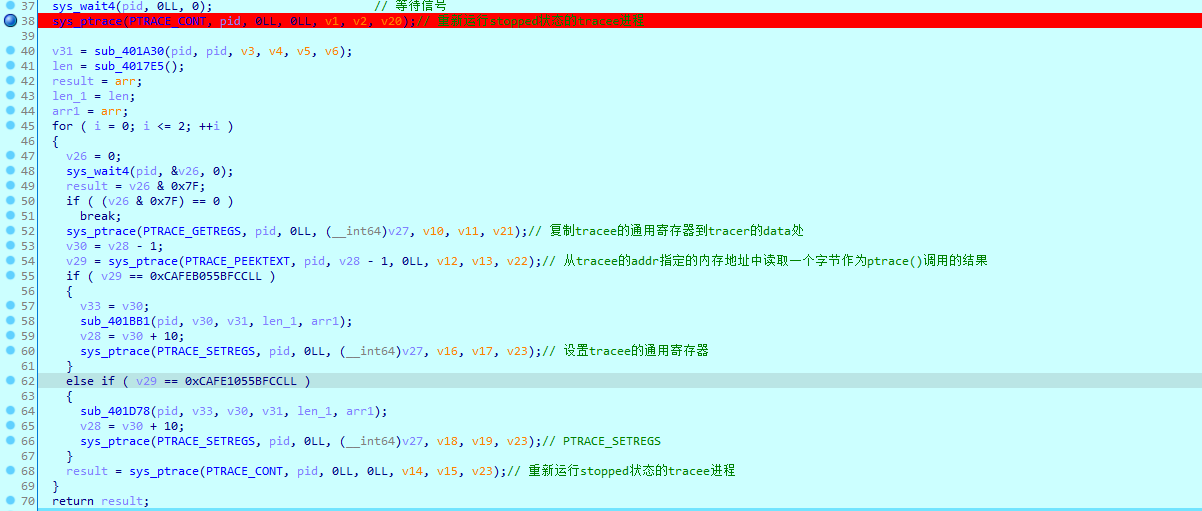 37 sys_wait4(pid, 0LL, 0); // 等待信号
38 sys_ptrace(PTRACE_CONT, pid, 0LL, 0LL, v1, v2, v20);//
39
40 v31 = sub_401A30(pid, pid, v3, v4, v5, v6);
41 len = sub_4017E5();
42 result = arr;
43 len_1 = len;
44 arr1 = arr;
45 for ( i = 0; i <= 2; ++i )
46 {
47 v26 = 0;
48 sys_wait4(pid, &v26, 0);
49 result = v26 & 0x7F;
50 if ( (v26 & 0x7F) == 0 )
51 break;
52 sys_ptrace(PTRACE_GETREGS, pid, 0LL, (__int64)v27, v10, v11, v21);// 复制tracee的通用寄存器到tracer的data处
53 v30 = v28 - 1;
54 v29 = sys_ptrace(PTRACE_PEEKTEXT, pid, v28 - 1, 0LL, v12, v13, v22);// 从tracee的addr指定的内存地址中读取一个字节作为ptrace()调用的结果
55 if ( v29 == 0xCAFEB055BFCCLL )
56 {
57 v33 = v30;
58 sub_401BB1(pid, v30, v31, len_1, arr1);
59 v28 = v30 + 10;
60 sys_ptrace(PTRACE_SETREGS, pid, 0LL, (__int64)v27, v16, v17, v23);// 设置tracee的通用寄存器
61 }
62 else if ( v29 == 0xCAFE1055BFCCLL )
63 {
64 sub_401D78(pid, v33, v30, v31, len_1, arr1);
65 v28 = v30 + 10;
66 sys_ptrace(PTRACE_SETREGS, pid, 0LL, (__int64)v27, v18, v19, v23);// PTRACE_SETREGS
67 }
68 result = sys_ptrace(PTRACE_CONT, pid, 0LL, 0LL, v14, v15, v23);// 重新运行stopped状态的tracee进程
69 }
70 return result;